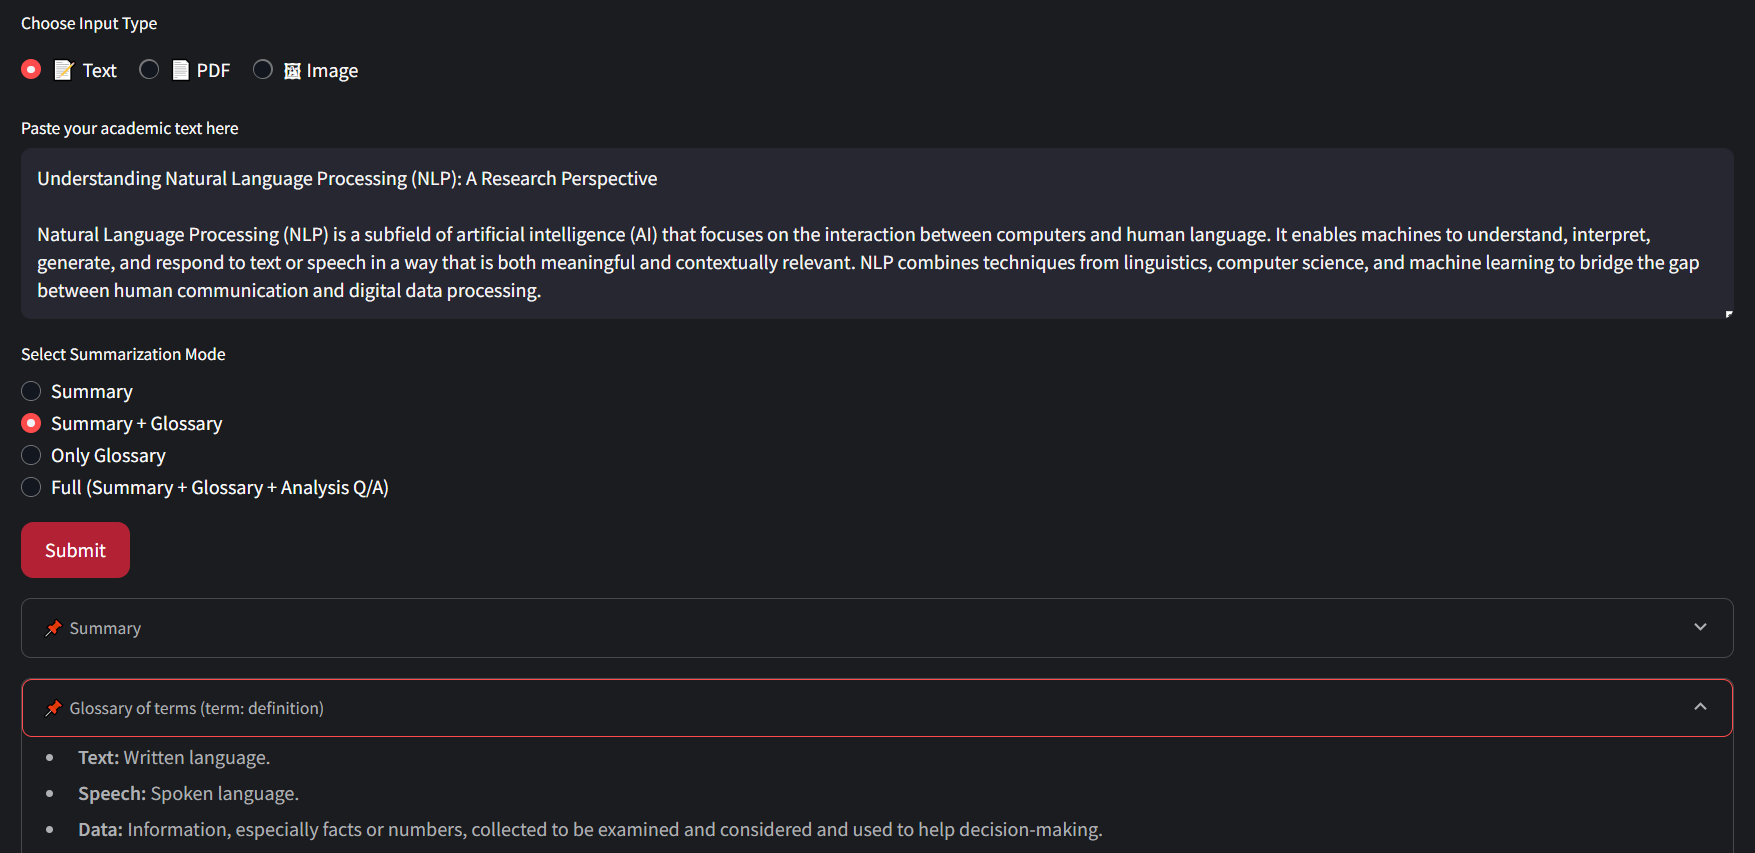 Choose Input Type
Text PDF Image
Paste your academic text here
Understanding Natural Language Processing (NLP): A Research Perspective
Natural Language Processing (NLP) is a subfield of artificial intelligence (AI) that focuses on the interaction between computers and human language. It enables machines to understand, interpret,
generate, and respond to text or speech in a way that is both meaningful and contextually relevant. NLP combines techniques from linguistics, computer science, and machine learning to bridge the gap
between human communication and digital data processing.
Select Summarization Mode
Summary
Summary + Glossary
Only Glossary
Full (Summary + Glossary + Analysis Q/A)
Submit
Summary
Glossary of terms (term: definition)
Text: Written language.
Speech: Spoken language.
Data: Information, especially facts or numbers, collected to be examined and considered and used to help decision-making.